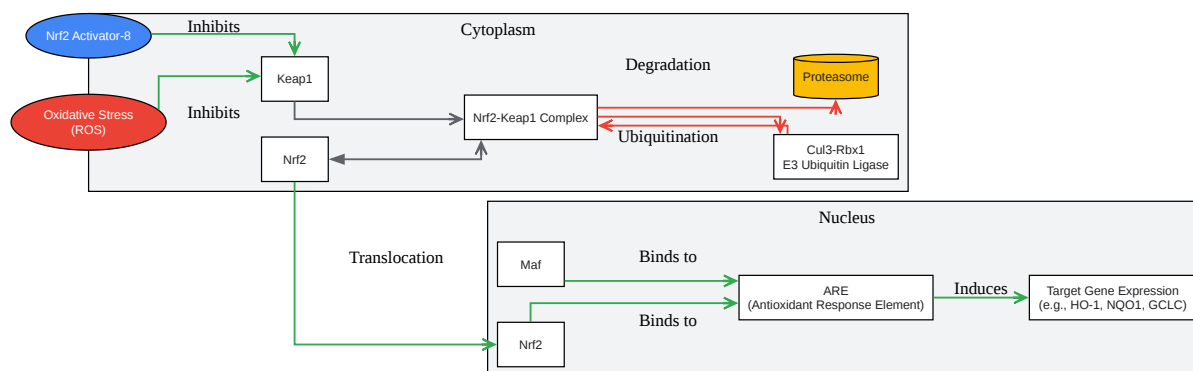 Nrf2 Activator-8
Inhibits
Cytoplasm
Keap1
Degradation
Proteasome
Oxidative Stress
(ROS)
Inhibits
Nrf2-Keap1 Complex
Ubiquitination
Cul3-Rbx1
E3 Ubiquitin Ligase
Nrf2
Nucleus
Translocation
Maf
Binds to
ARE
(Antioxidant Response Element)
Induces
Target Gene Expression
(e.g., HO-1, NQO1, GCLC)
Binds to
Nrf2